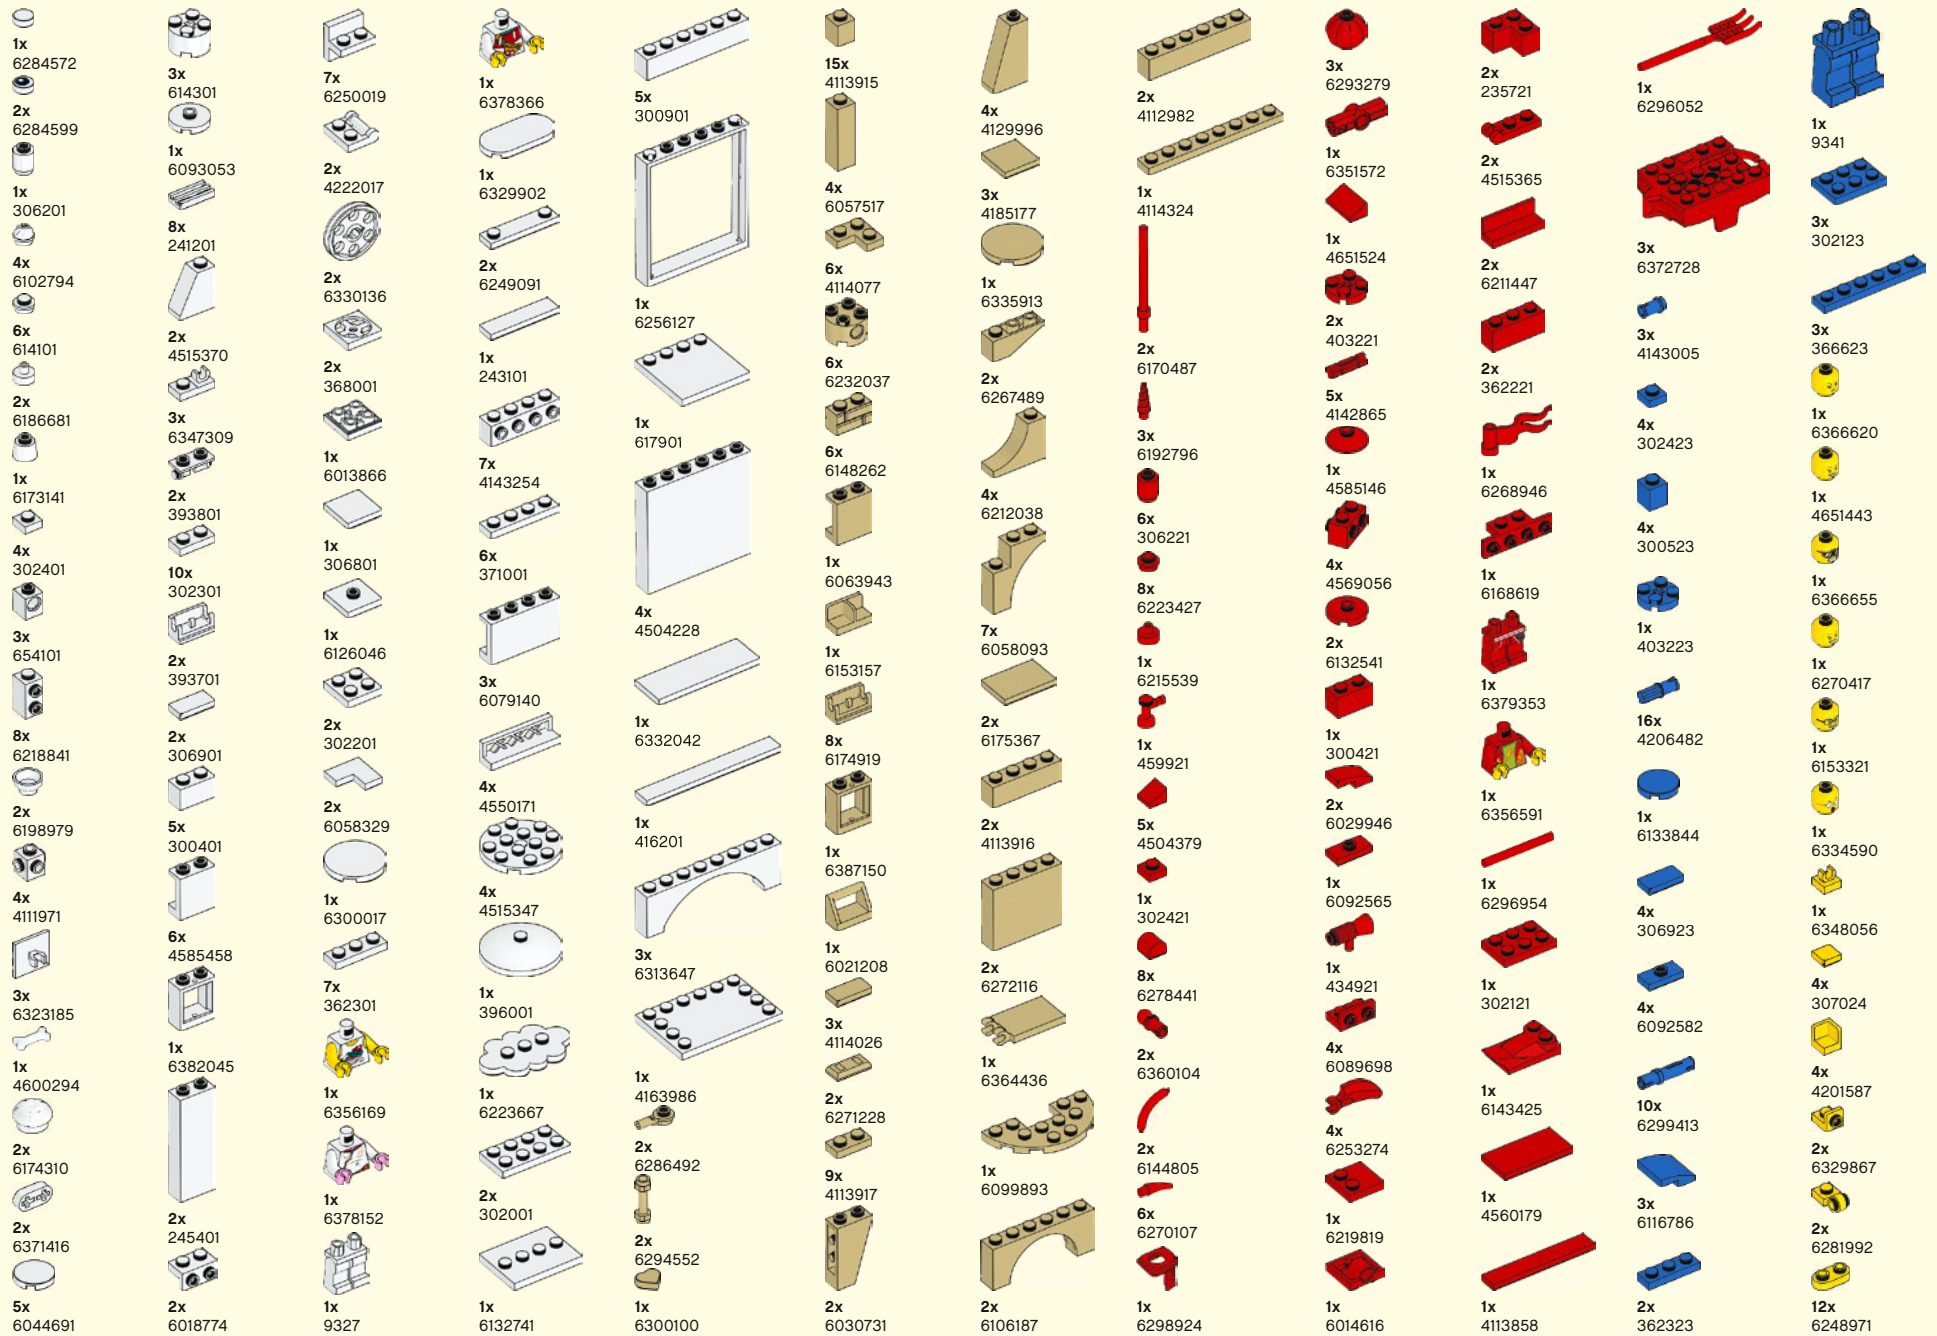 1x
6284572
2x
6284599
1x
306201
4x
6102794
6x
614101
2x
6186681
1x
6173141
4x
302401
3x
654101
8x
6218841
2x
6198979
4x
4111971
3x
6323185
1x
4600294
2x
6174310
2x
6371416
5x
6044691
3x
614301
1x
6093053
8x
241201
2x
4515370
3x
6347309
2x
393801
10x
302301
2x
393701
2x
306901
5x
300401
6x
4585458
1x
6382045
2x
245401
2x
6018774
7x
6250019
2x
4222017
2x
6330136
2x
368001
1x
6013866
1x
306801
1x
6126046
2x
302201
2x
6058329
1x
6300017
7x
362301
1x
6356169
1x
6378152
1x
9327
1x
6378366
1x
6329902
2x
6249091
1x
243101
7x
4143254
6x
371001
3x
6079140
4x
4550171
4x
4515347
1x
396001
1x
6223667
2x
302001
1x
6132741
5x
300901
1x
6256127
1x
617901
4x
4504228
1x
6332042
1x
416201
3x
6313647
1x
4163986
2x
6286492
2x
6294552
1x
6300100
15x
4113915
4x
6057517
6x
4114077
6x
6232037
6x
6148262
1x
6063943
1x
6153157
8x
6174919
1x
6387150
1x
6021208
3x
4114026
2x
6271228
9x
4113917
2x
6030731
4x
4129996
3x
4185177
1x
6335913
2x
6267489
4x
6212038
7x
6058093
2x
6175367
2x
4113916
2x
6272116
1x
6364436
1x
6099893
2x
6106187
2x
4112982
1x
4114324
2x
6170487
3x
6192796
6x
306221
8x
6223427
1x
6215539
1x
459921
5x
4504379
1x
302421
8x
6278441
2x
6360104
2x
6144805
6x
6270107
1x
6298924
3x
6293279
1x
6351572
1x
4651524
2x
403221
5x
4142865
1x
4585146
4x
4569056
2x
6132541
1x
300421
2x
6029946
1x
6092565
1x
434921
4x
6089698
4x
6253274
1x
6219819
1x
6014616
2x
235721
2x
4515365
2x
6211447
2x
362221
1x
6268946
1x
6168619
1x
6379353
1x
6356591
1x
6296954
1x
302121
1x
6143425
1x
4560179
1x
4113858
1x
6296052
3x
6372728
3x
4143005
4x
302423
4x
300523
1x
403223
16x
4206482
1x
6133844
4x
306923
4x
6092582
10x
6299413
3x
6116786
2x
362323
1x
9341
3x
302123
3x
366623
1x
6366620
1x
4651443
1x
6366655
1x
6270417
1x
6153321
1x
6334590
1x
6348056
4x
307024
4x
4201587
2x
6329867
2x
6281992
12x
6248971